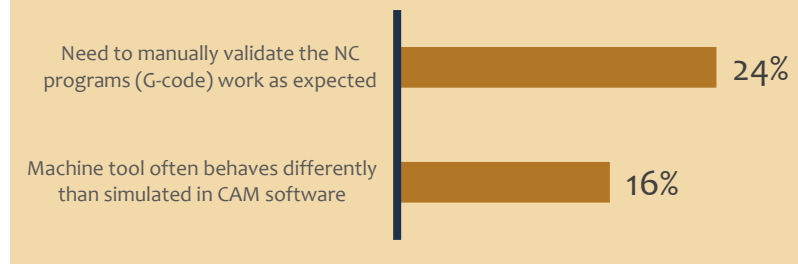 Need to manually validate the NC
programs (G-code) work as expected
24%
Machine tool often behaves differently
than simulated in CAM software
16%